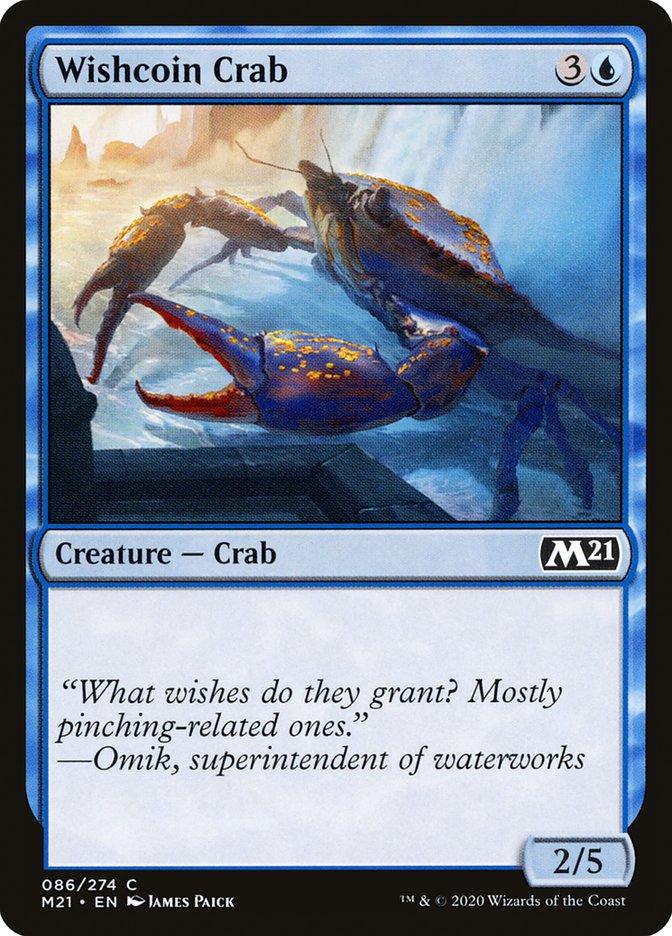 Wishcoin Crab 3
Creature — Crab M21
“What wishes do they grant? Mostly
pinching-related ones.”
—Omik, superintendent of waterworks
2/5
086/274 C
M21 • EN James Paick ™ & © 2020 Wizards of the Coast